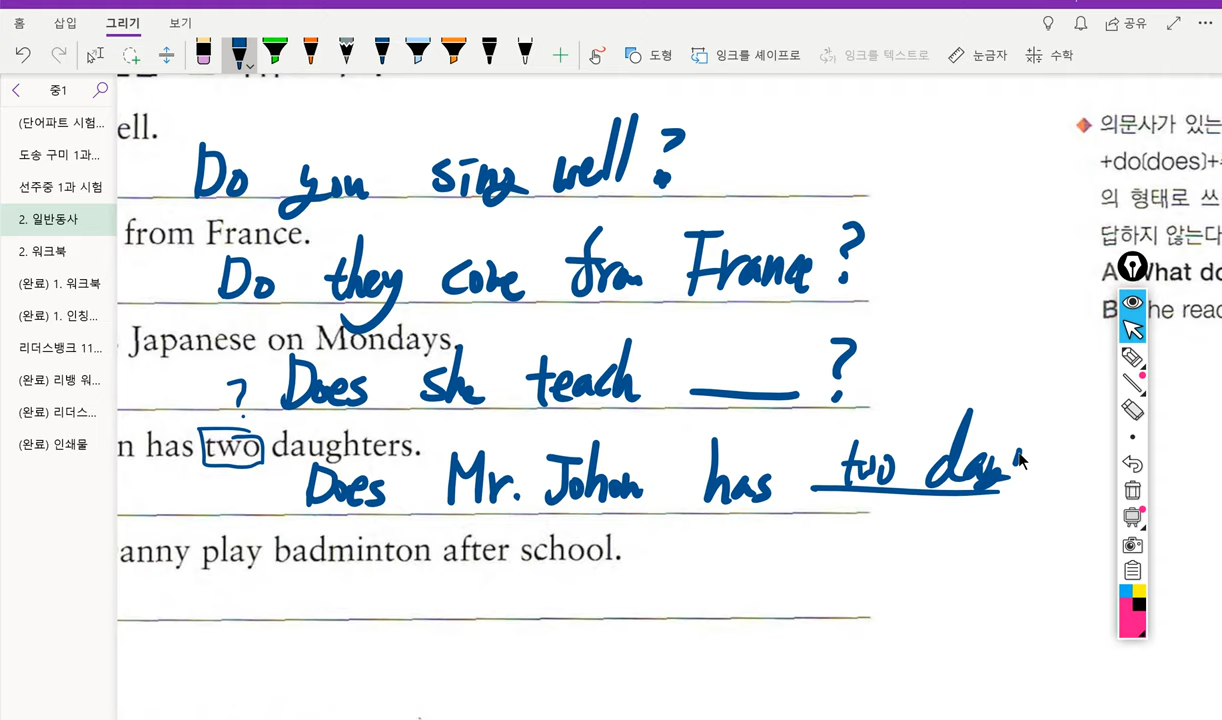 홈 삽입 그리기 보기
공유
도형 잉크를 셰이프로 잉크를 텍스트로 눈금자 수학
중1
(단어파트 시험...
도송 구미 1과...
선주중 1과 시험
2. 일반동사
2. 워크북
(완료) 1. 워크북
(완료) 1. 인칭...
리더스뱅크 11...
(완료) 리뱅 워...
(완료) 리더스...
(완료) 인쇄물
ell.
Do you sing well?
from France.
Do they come from France?
Japanese on Mondays.
? Does she teach ___ ?
n has two daughters.
Does Mr. Johon has two dau
anny play badminton after school.
의문사가 있는
+do(does)+
의 형태로 쓰
답하지 않는다
A What do
B he read